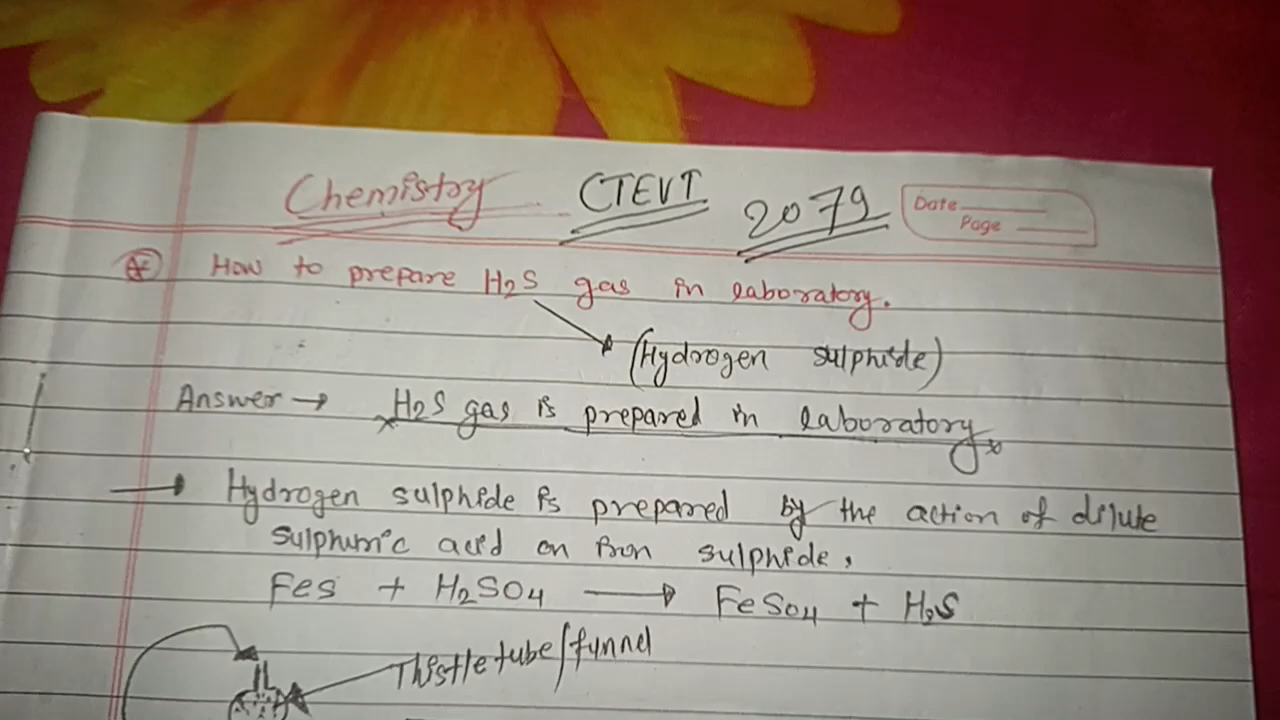 Chemistry CTEVT 2079
Date
Page
How to prepare H2S gas in laboratory.
(Hydrogen sulphide)
Answer → H2S gas is prepared in laboratory
→ Hydrogen sulphide is prepared by the action of dilute
sulphuric acid on Iron sulphide,
Fes + H2SO4 → FeSO4 + H2S
Thistle tube/funnel